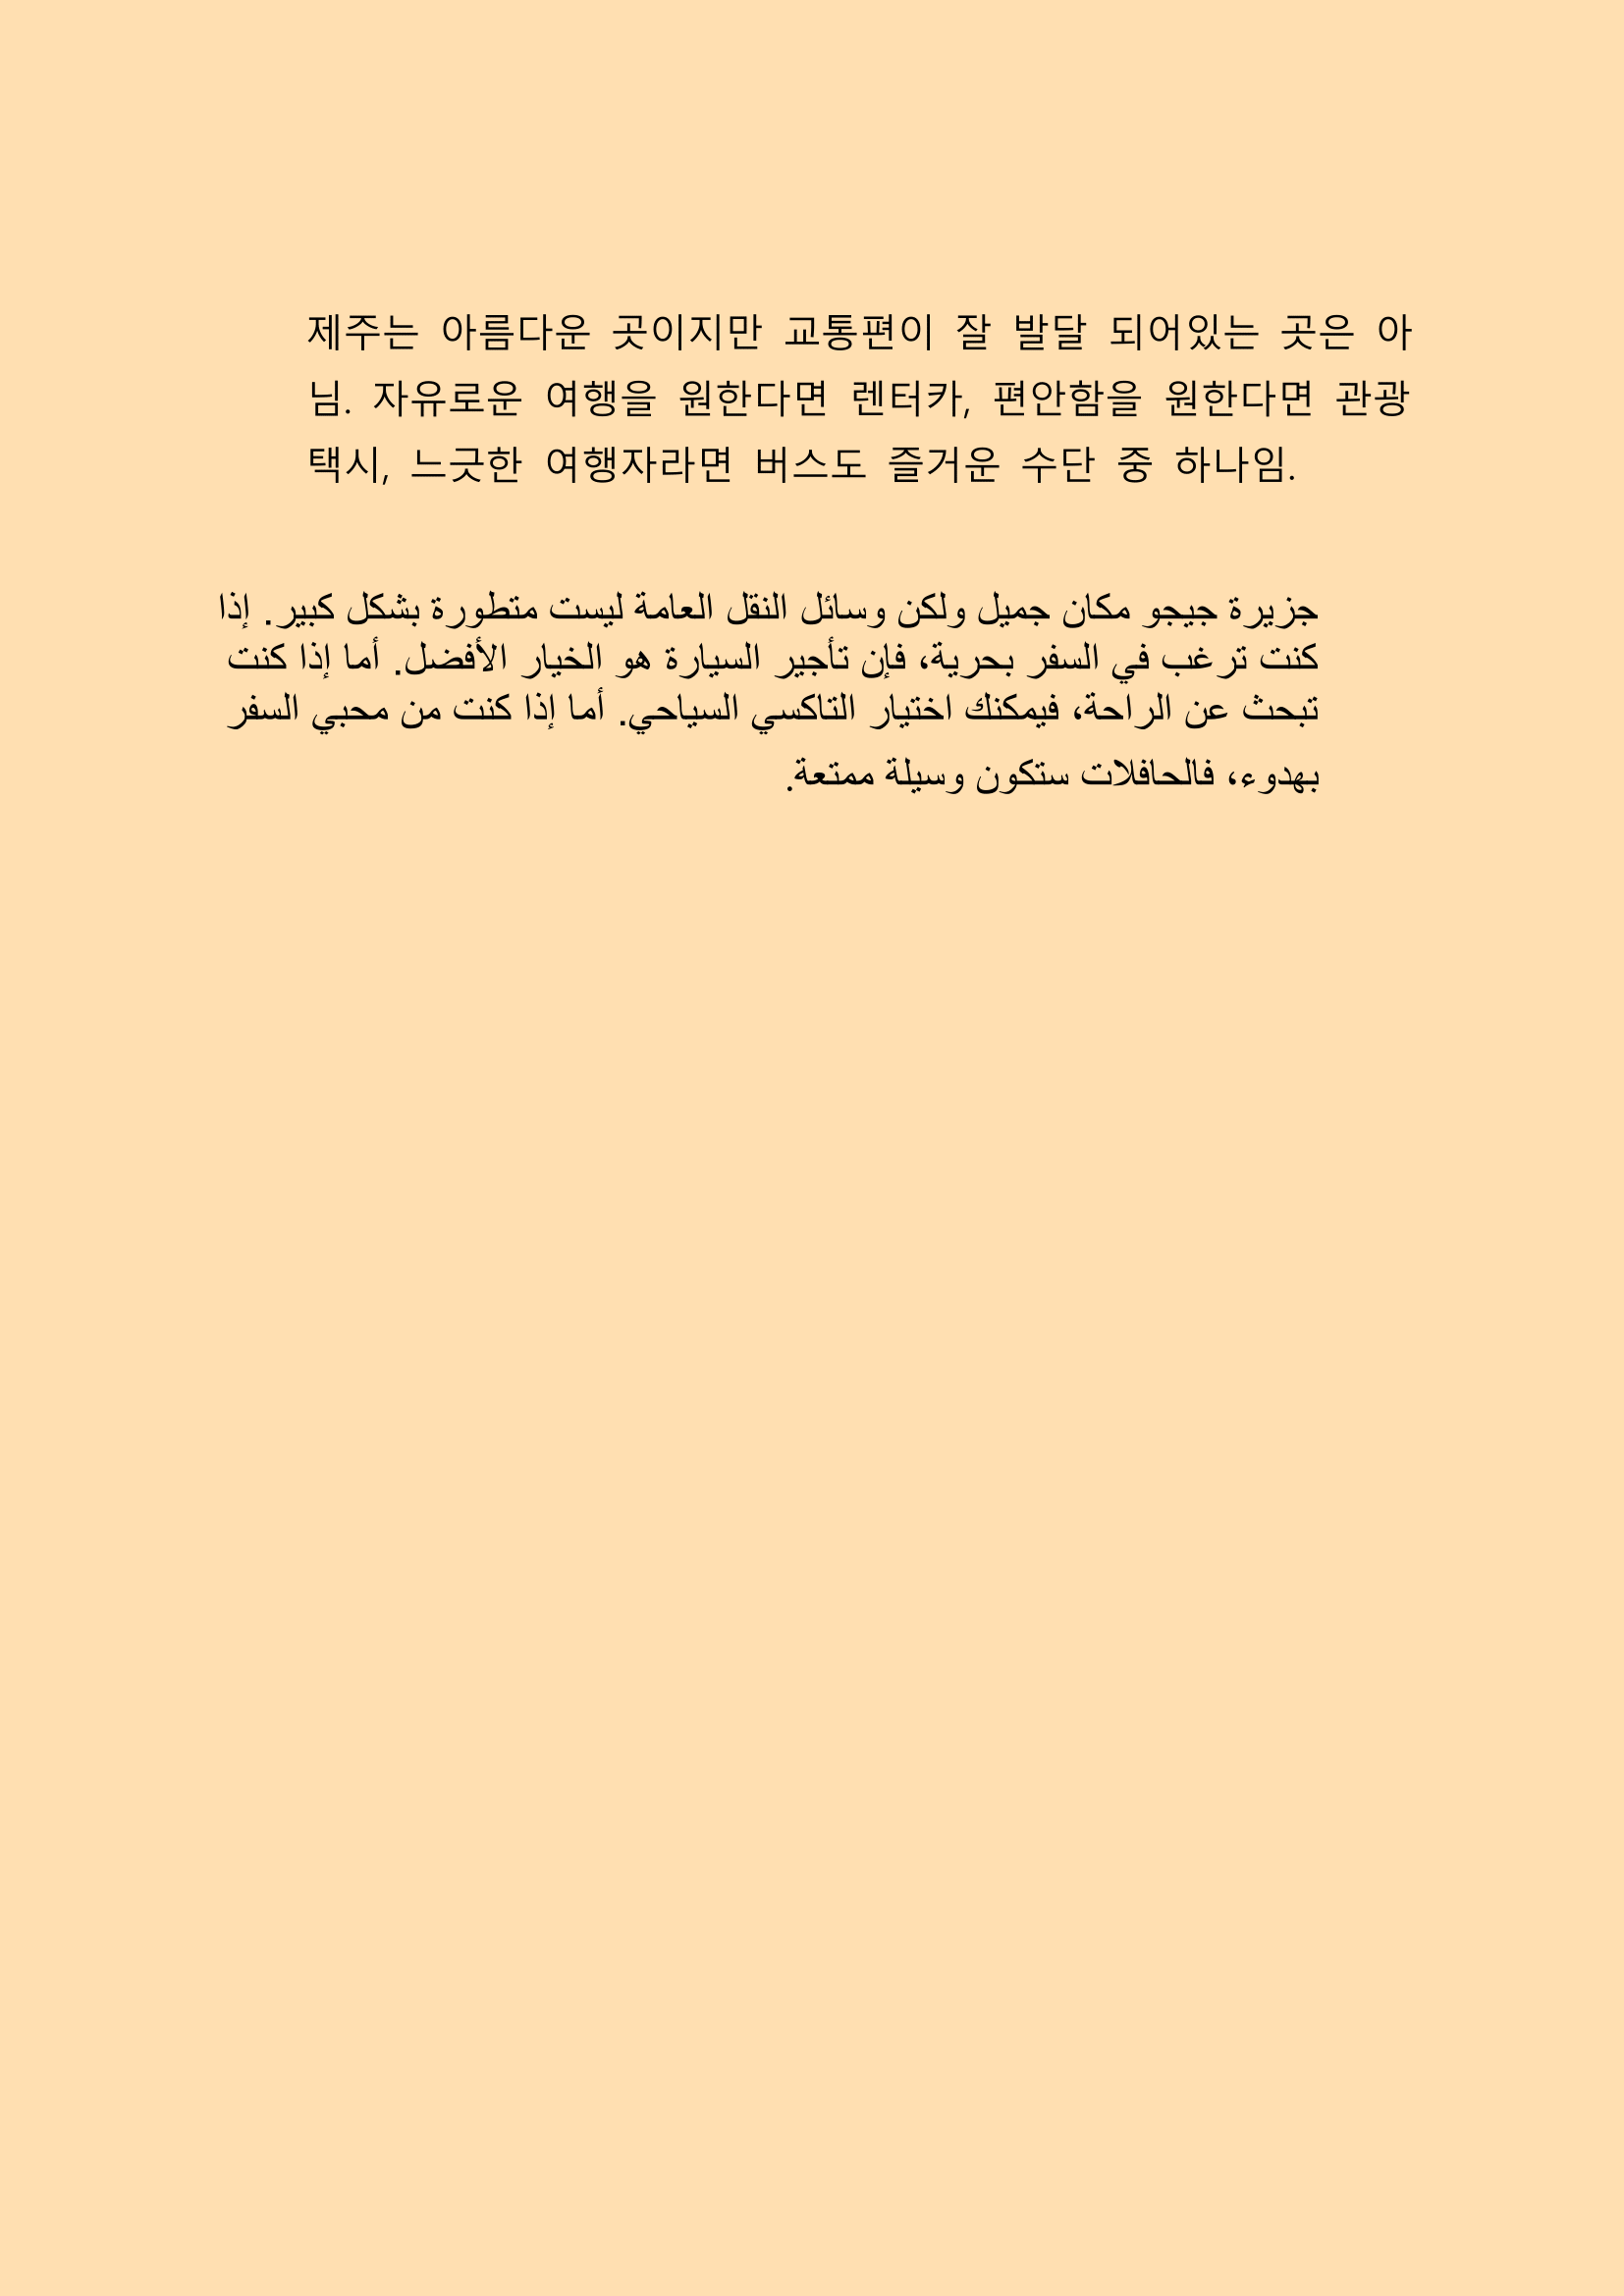 제주는 아름다운 곳이지만 교통편이 잘 발달 되어있는 곳은 아
님. 자유로운 여행을 원한다면 렌터카, 편안함을 원한다면 관광
택시, 느긋한 여행자라면 버스도 즐거운 수단 중 하나임.
جزيرة جيجو مكان جميل ولكن وسائل النقل العامة ليست متطورة بشكل كبير. إذا
كنت ترغب في السفر بحرية، فإن تأجير السيارة هو الخيار الأفضل. أما إذا كنت
تبحث عن الراحة، فيمكنك اختيار التاكسي السياحي. أما إذا كنت من محبي السفر
بهدوء، فالحافلات ستكون وسيلة ممتعة.